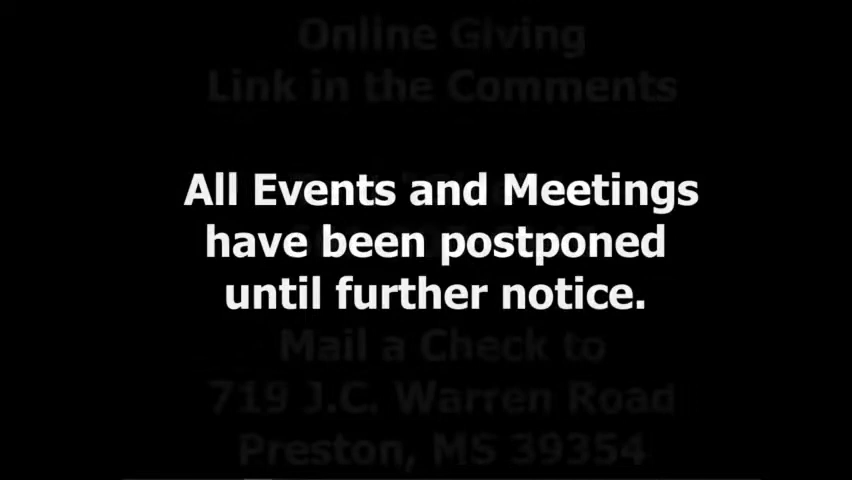 Online Giving
Link in the Comments
All Events and Meetings
have been postponed
until further notice.
Mail a Check to
719 J.C. Warren Road
Preston, MS 39354